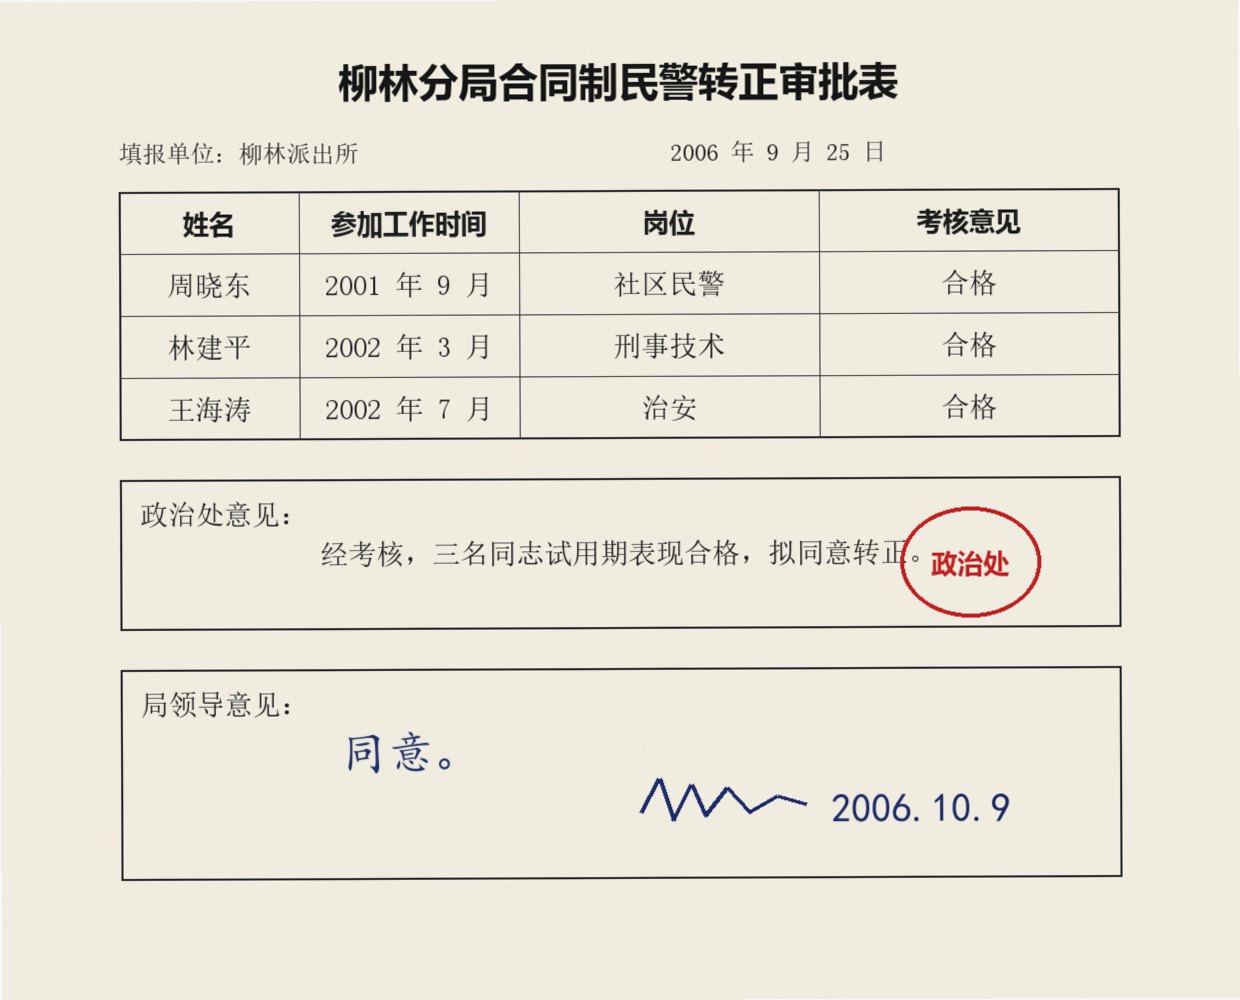 柳林分局合同制民警转正审批表
填报单位：柳林派出所 2006 年 9 月 25 日
姓名 参加工作时间 岗位 考核意见
周晓东 2001 年 9 月 社区民警 合格
林建平 2002 年 3 月 刑事技术 合格
王海涛 2002 年 7 月 治安 合格
政治处意见：
经考核，三名同志试用期表现合格，拟同意转正。
政治处
局领导意见：
同意。
2006.10.9